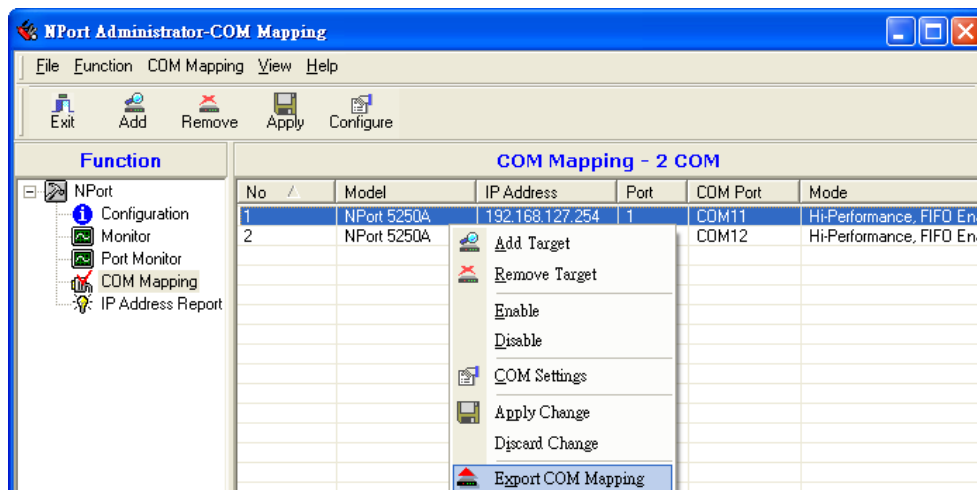 NPort Administrator-COM Mapping
File Function COM Mapping View Help
Exit Add Remove Apply Configure
Function
COM Mapping - 2 COM
NPort
Configuration
Monitor
Port Monitor
COM Mapping
IP Address Report
No Model IP Address Port COM Port Mode
1 NPort 5250A 192.168.127.254 1 COM11 Hi-Performance, FIFO Ena
2 NPort 5250A COM12 Hi-Performance, FIFO Ena
Add Target
Remove Target
Enable
Disable
COM Settings
Apply Change
Discard Change
Export COM Mapping